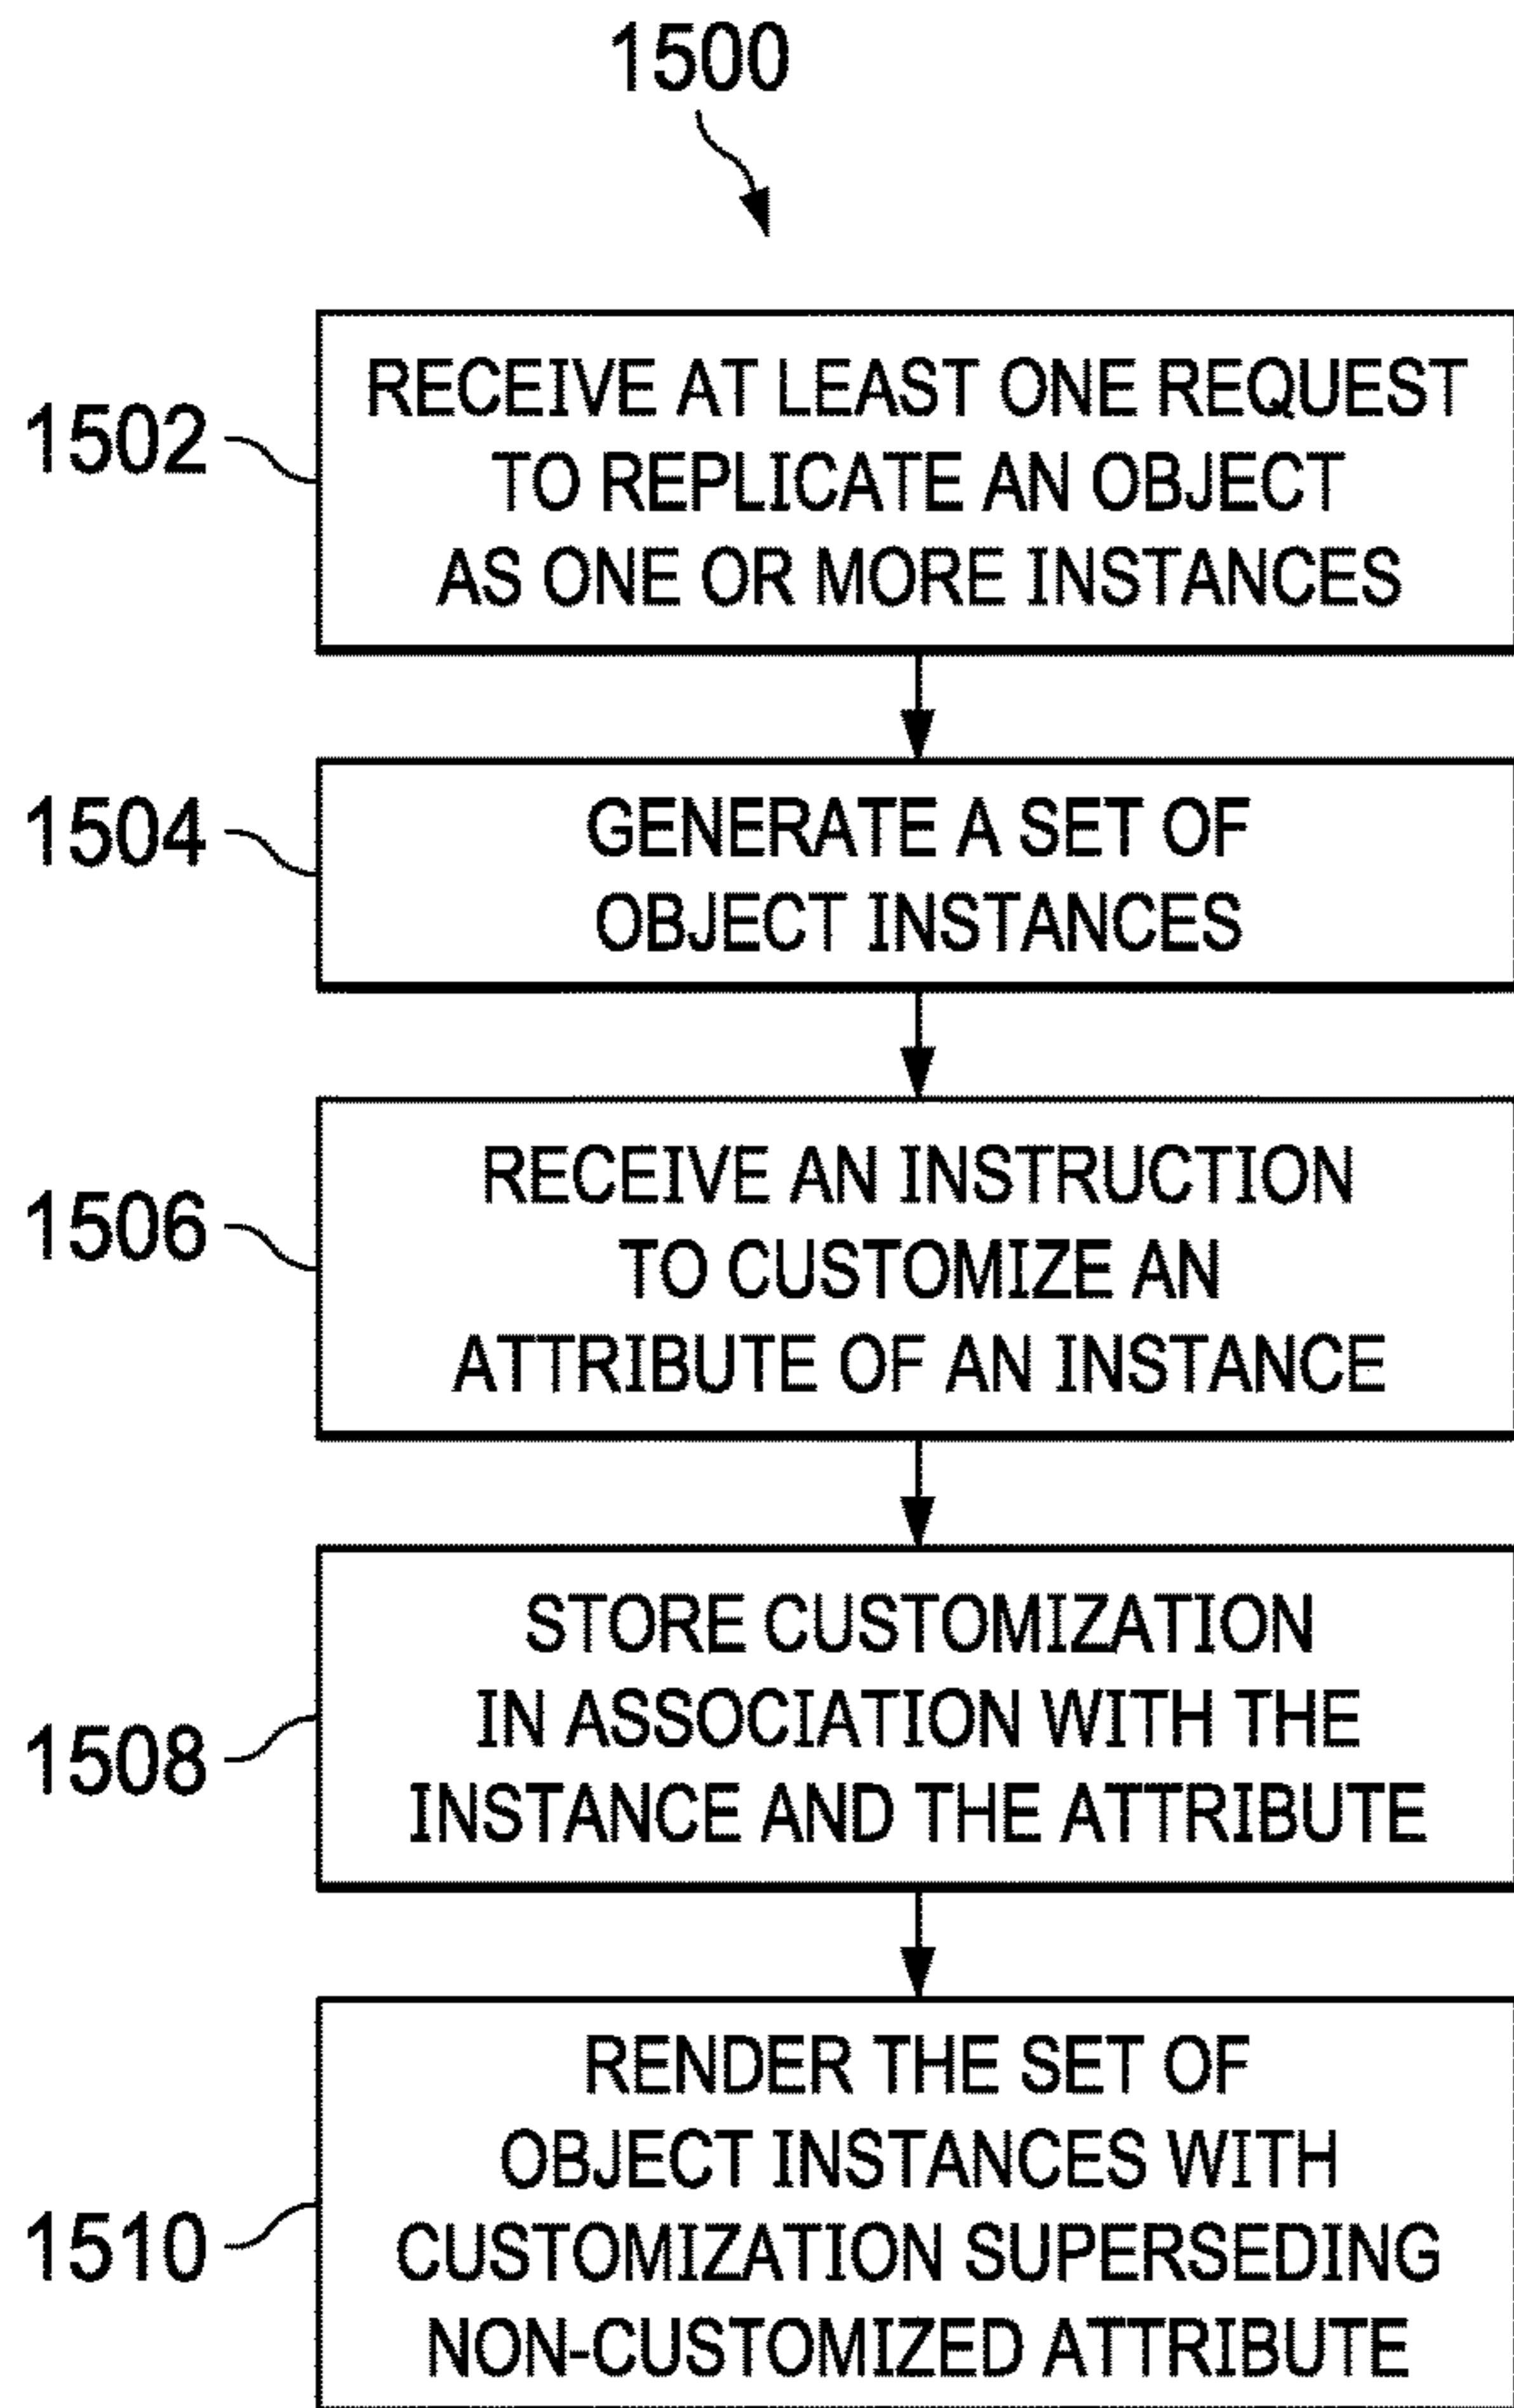 1500
1502
RECEIVE AT LEAST ONE REQUEST
TO REPLICATE AN OBJECT
AS ONE OR MORE INSTANCES
1504
GENERATE A SET OF
OBJECT INSTANCES
1506
RECEIVE AN INSTRUCTION
TO CUSTOMIZE AN
ATTRIBUTE OF AN INSTANCE
1508
STORE CUSTOMIZATION
IN ASSOCIATION WITH THE
INSTANCE AND THE ATTRIBUTE
1510
RENDER THE SET OF
OBJECT INSTANCES WITH
CUSTOMIZATION SUPERSEDING
NON-CUSTOMIZED ATTRIBUTE